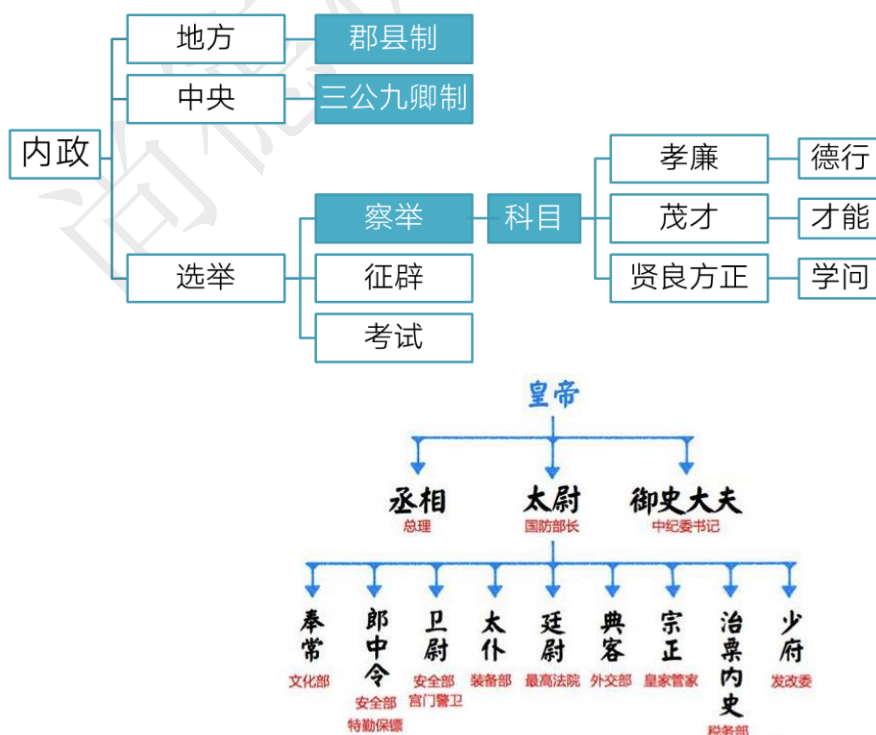 地方
郡县制
中央
三公九卿制
内政
孝廉
德行
察举
科目
茂才
才能
选举
征辟
贤良方正
学问
考试
皇帝
丞相
太尉
御史大夫
总理
国防部长
中纪委书记
奉常
郎中令
卫尉
太仆
廷尉
典客
宗正
治粟内史
少府
文化部
安全部
特勤保镖
安全部
宫门警卫
装备部
最高法院
外交部
皇家管家
税务部
发改委
尚德